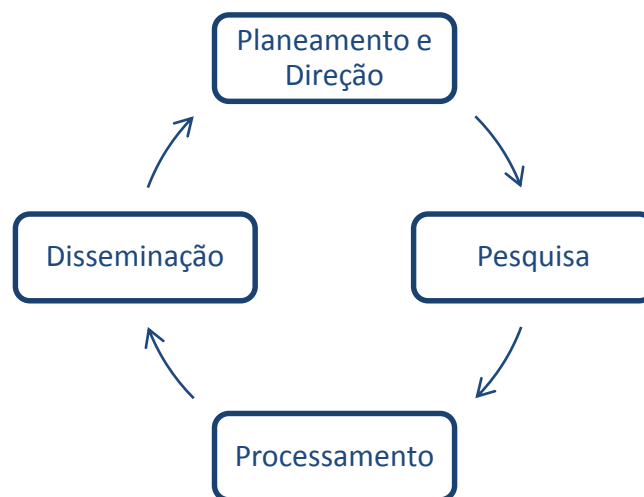 Planeamento e
Direção
Disseminação
Pesquisa
Processamento